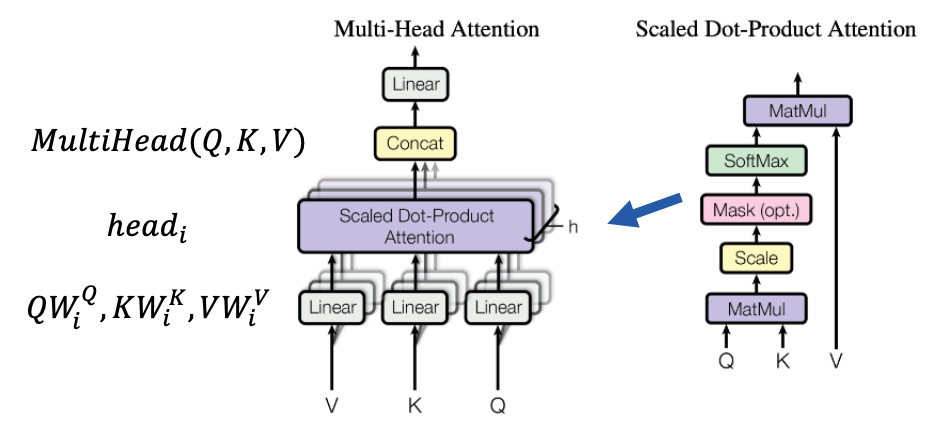 Multi-Head Attention
Linear
MultiHead(Q, K, V)
Concat
head_i
Scaled Dot-Product
Attention
h
QW_i^Q, KW_i^K, VW_i^V
Linear
Linear
Linear
V
K
Q
Scaled Dot-Product Attention
MatMul
SoftMax
Mask (opt.)
Scale
MatMul
Q
K
V